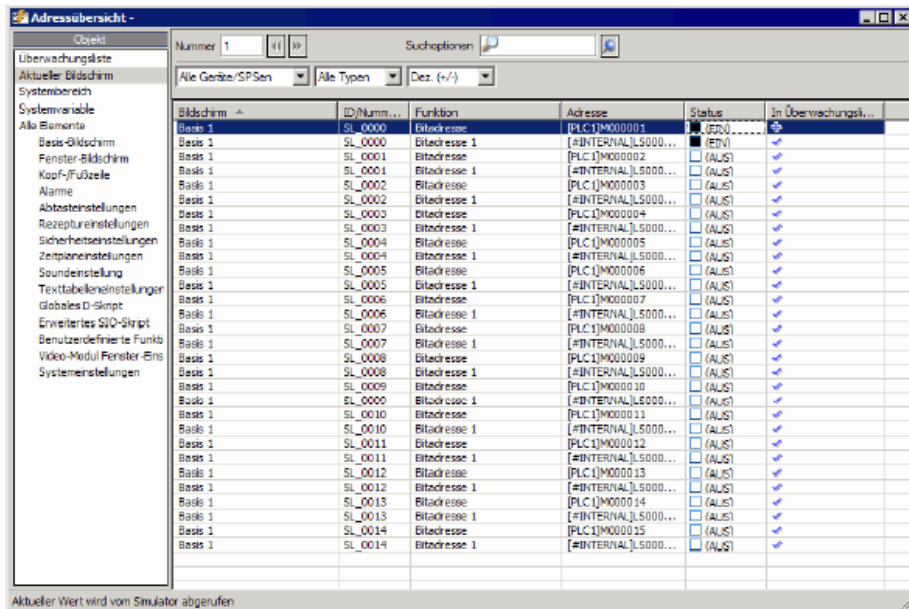 Adressübersicht -
Objekt
Überwachungsliste
Aktueller Bildschirm
Systembereich
Systemvariable
Alle Elemente
Basis-Bildschirm
Fenster-Bildschirm
Kopf-/Fußzeile
Alarme
Abtasteinstellungen
Rezeptureinstellungen
Sicherheitseinstellungen
Zeitplaneinstellungen
Soundeinstellung
Texttabelleneinstellungen
Globales D-Skript
Erweitertes SIO-Skript
Benutzerdefinierte Funkti
Video-Modul Fenster-Eins
Systemeinstellungen
Nummer 1 Suchoptionen
Alle Geräte/SPSen Alle Typen Dez. (+/-)
Bildschirm ID/Numm... Funktion Adresse Status In Überwachungsli...
Basis 1 SL_0000 Bitadresse [PLC1]M000001 (EIN)
Basis 1 SL_0000 Bitadresse 1 [#INTERNAL]LS000... (EIN)
Basis 1 SL_0001 Bitadresse [PLC1]M000002 (AUS)
Basis 1 SL_0001 Bitadresse 1 [#INTERNAL]LS000... (AUS)
Basis 1 SL_0002 Bitadresse [PLC1]M000003 (AUS)
Basis 1 SL_0002 Bitadresse 1 [#INTERNAL]LS000... (AUS)
Basis 1 SL_0003 Bitadresse [PLC1]M000004 (AUS)
Basis 1 SL_0003 Bitadresse 1 [#INTERNAL]LS000... (AUS)
Basis 1 SL_0004 Bitadresse [PLC1]M000005 (AUS)
Basis 1 SL_0004 Bitadresse 1 [#INTERNAL]LS000... (AUS)
Basis 1 SL_0005 Bitadresse [PLC1]M000006 (AUS)
Basis 1 SL_0005 Bitadresse 1 [#INTERNAL]LS000... (AUS)
Basis 1 SL_0006 Bitadresse [PLC1]M000007 (AUS)
Basis 1 SL_0006 Bitadresse 1 [#INTERNAL]LS000... (AUS)
Basis 1 SL_0007 Bitadresse [PLC1]M000008 (AUS)
Basis 1 SL_0007 Bitadresse 1 [#INTERNAL]LS000... (AUS)
Basis 1 SL_0008 Bitadresse [PLC1]M000009 (AUS)
Basis 1 SL_0008 Bitadresse 1 [#INTERNAL]LS000... (AUS)
Basis 1 SL_0009 Bitadresse [PLC1]M000010 (AUS)
Basis 1 SL_0009 Bitadresse 1 [#INTERNAL]LS000... (AUS)
Basis 1 SL_0010 Bitadresse [PLC1]M000011 (AUS)
Basis 1 SL_0010 Bitadresse 1 [#INTERNAL]LS000... (AUS)
Basis 1 SL_0011 Bitadresse [PLC1]M000012 (AUS)
Basis 1 SL_0011 Bitadresse 1 [#INTERNAL]LS000... (AUS)
Basis 1 SL_0012 Bitadresse [PLC1]M000013 (AUS)
Basis 1 SL_0012 Bitadresse 1 [#INTERNAL]LS000... (AUS)
Basis 1 SL_0013 Bitadresse [PLC1]M000014 (AUS)
Basis 1 SL_0013 Bitadresse 1 [#INTERNAL]LS000... (AUS)
Basis 1 SL_0014 Bitadresse [PLC1]M000015 (AUS)
Basis 1 SL_0014 Bitadresse 1 [#INTERNAL]LS000... (AUS)
Aktueller Wert wird vom Simulator abgerufen